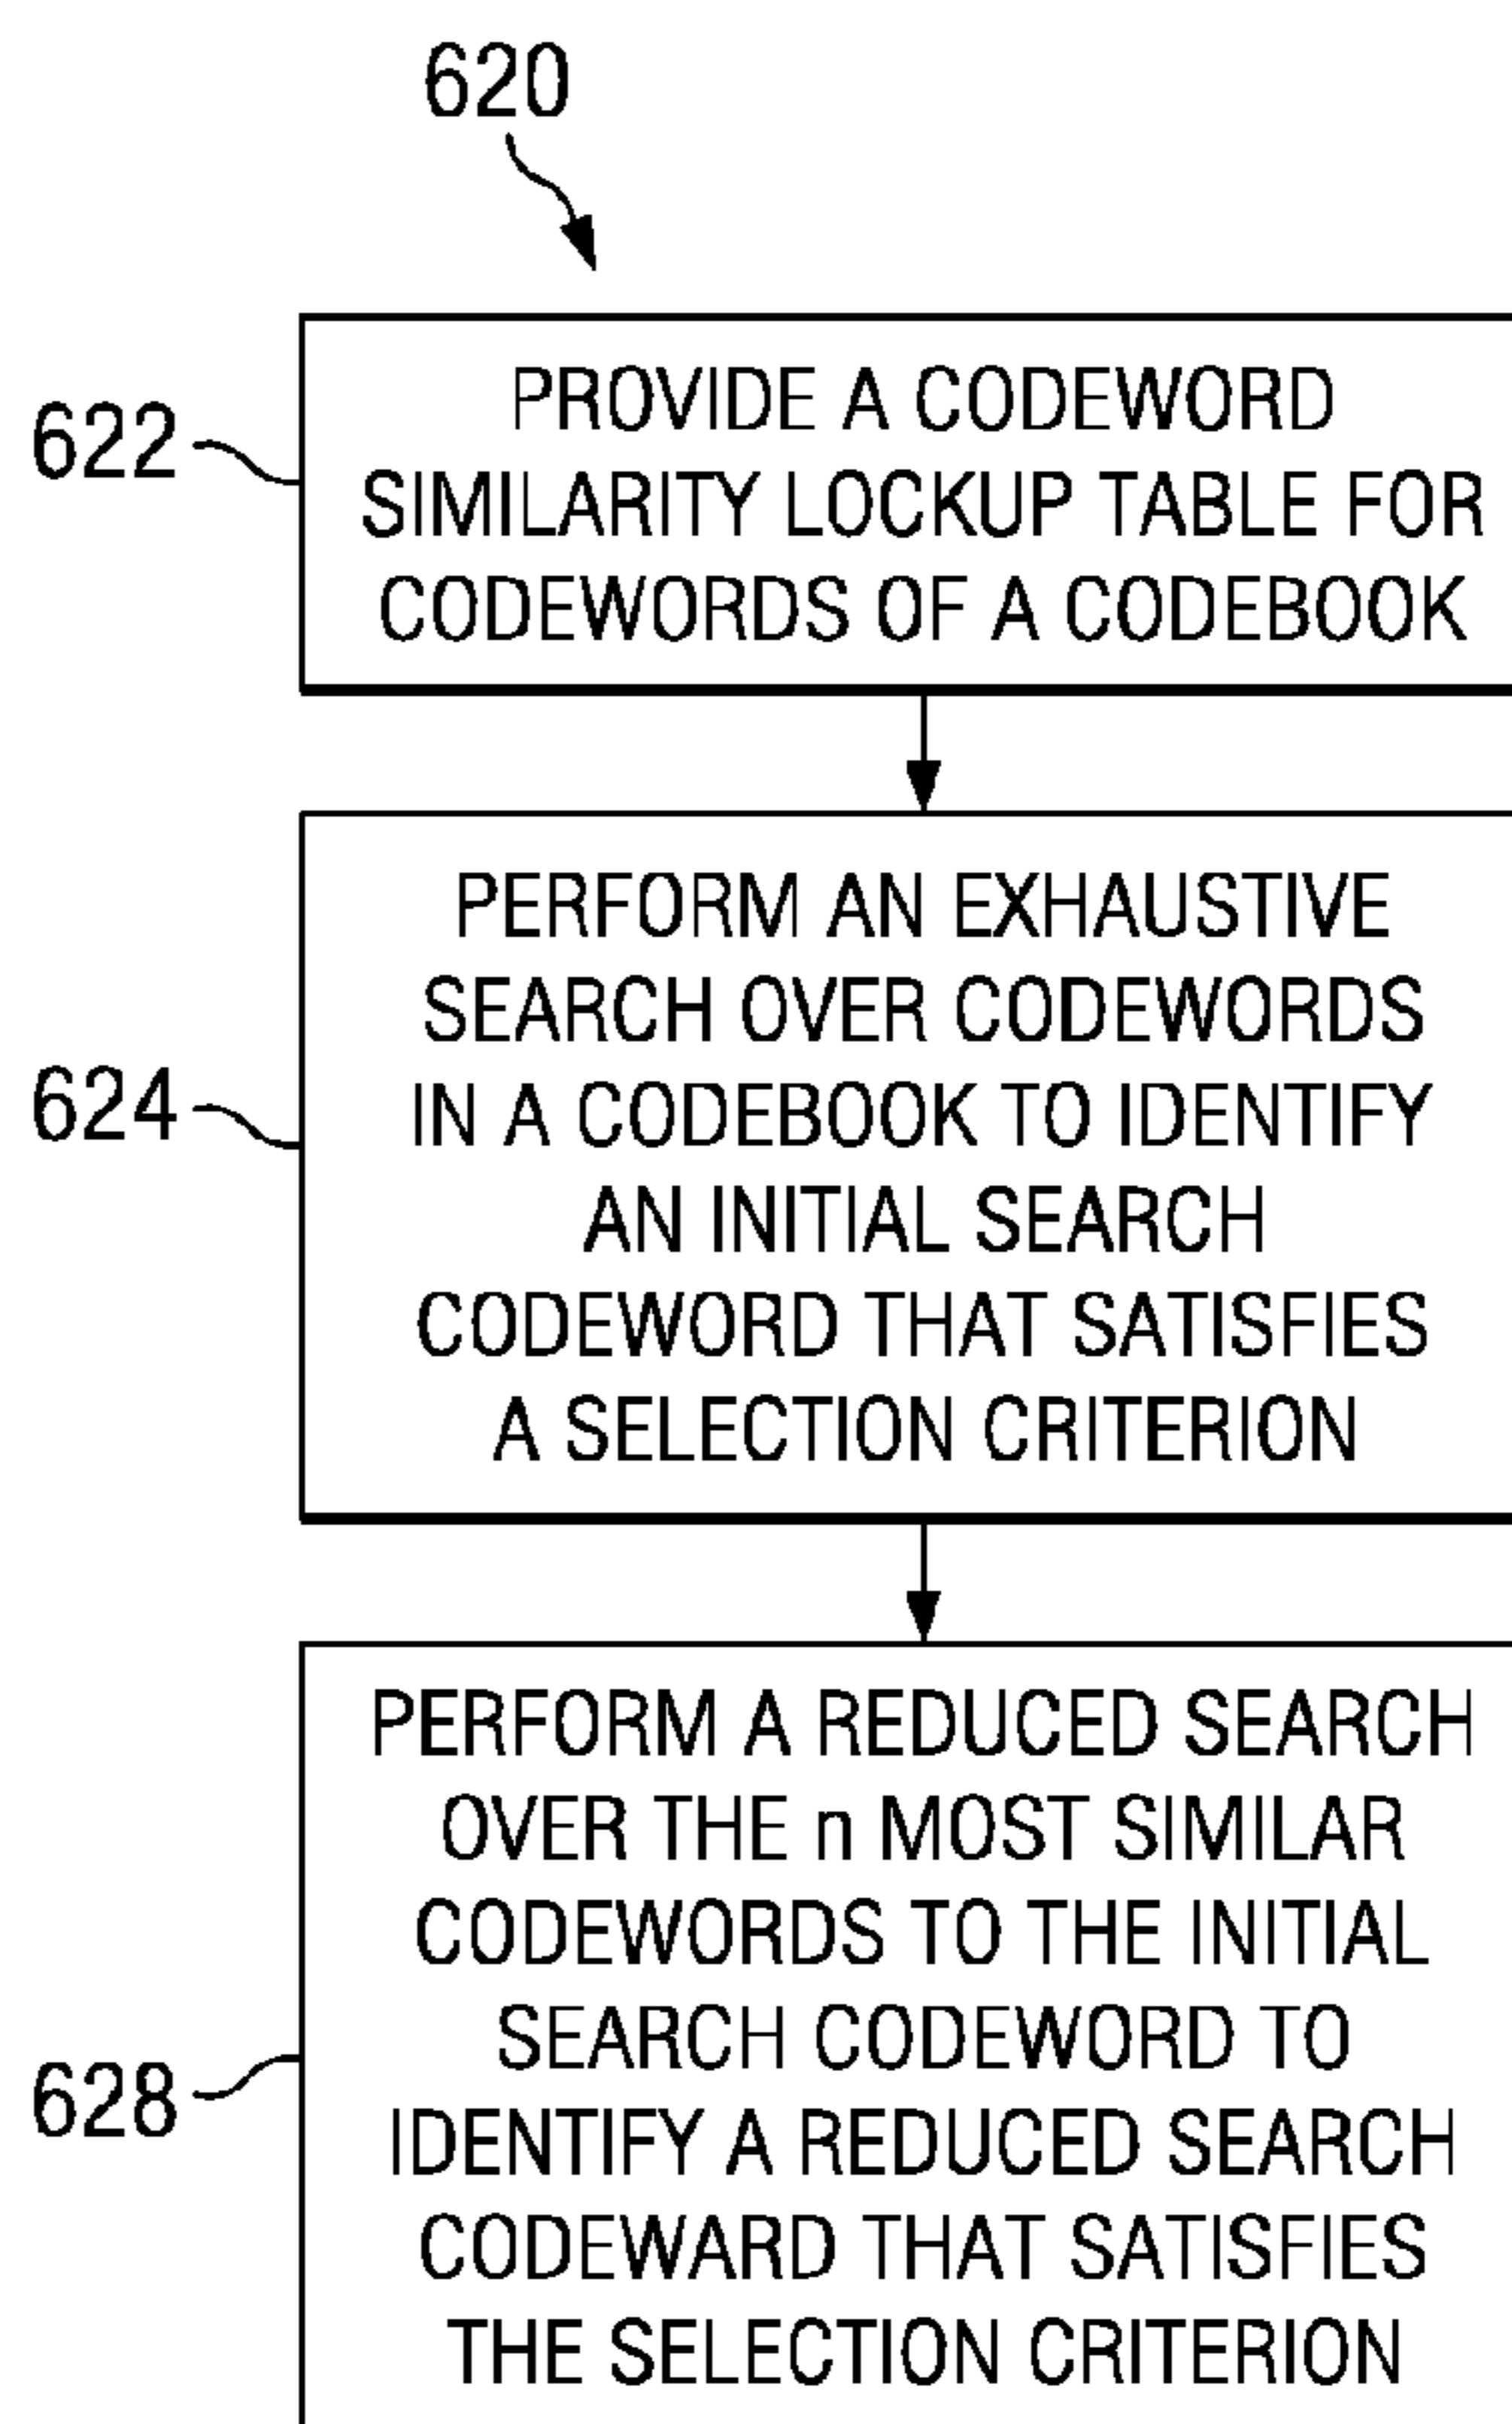 620
622
PROVIDE A CODEWORD
SIMILARITY LOCKUP TABLE FOR
CODEWORDS OF A CODEBOOK
624
PERFORM AN EXHAUSTIVE
SEARCH OVER CODEWORDS
IN A CODEBOOK TO IDENTIFY
AN INITIAL SEARCH
CODEWORD THAT SATISFIES
A SELECTION CRITERION
628
PERFORM A REDUCED SEARCH
OVER THE n MOST SIMILAR
CODEWORDS TO THE INITIAL
SEARCH CODEWORD TO
IDENTIFY A REDUCED SEARCH
CODEWARD THAT SATISFIES
THE SELECTION CRITERION